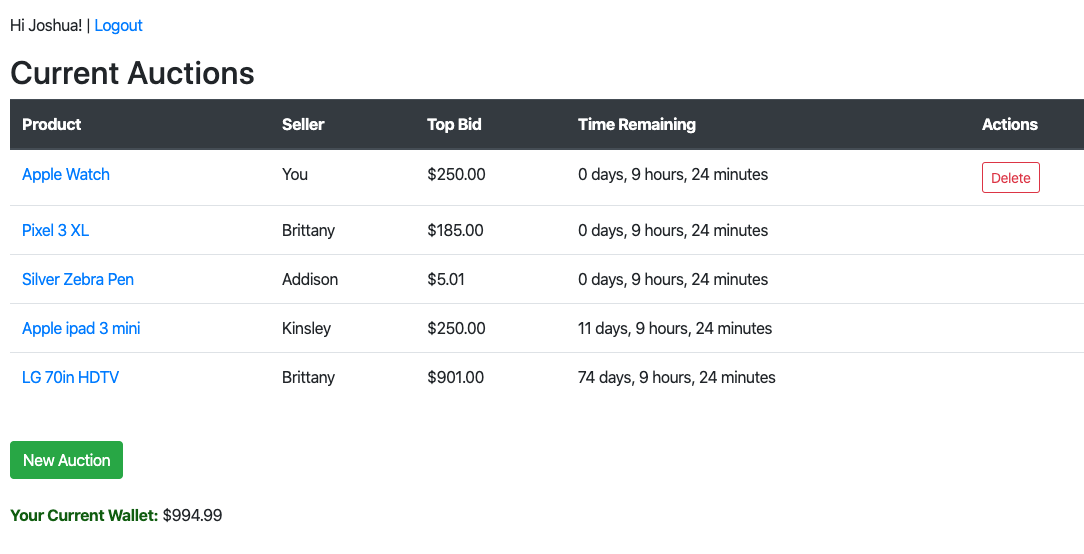 Hi Joshua! | Logout
Current Auctions
Product Seller Top Bid Time Remaining Actions
Apple Watch You $250.00 0 days, 9 hours, 24 minutes Delete
Pixel 3 XL Brittany $185.00 0 days, 9 hours, 24 minutes
Silver Zebra Pen Addison $5.01 0 days, 9 hours, 24 minutes
Apple ipad 3 mini Kinsley $250.00 11 days, 9 hours, 24 minutes
LG 70in HDTV Brittany $901.00 74 days, 9 hours, 24 minutes
New Auction
Your Current Wallet: $994.99